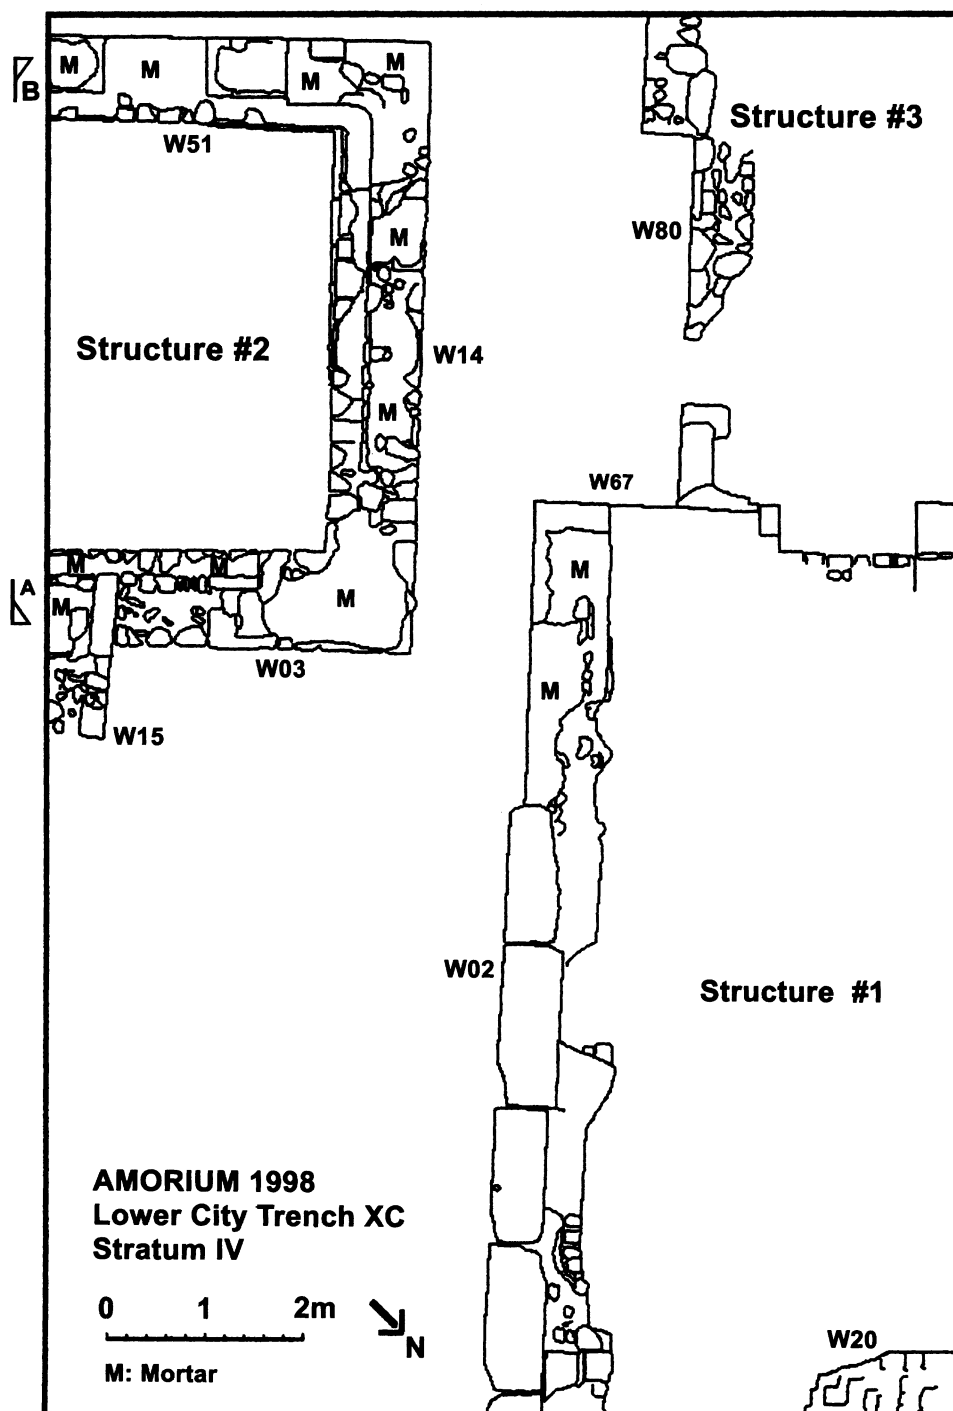 B
M
M
M
M
W51
Structure #3
W80
M
Structure #2
W14
M
W67
A
M
M
M
M
M
W03
M
W15
W02
Structure #1
AMORIUM 1998
Lower City Trench XC
Stratum IV
0 1 2m
N
M: Mortar
W20